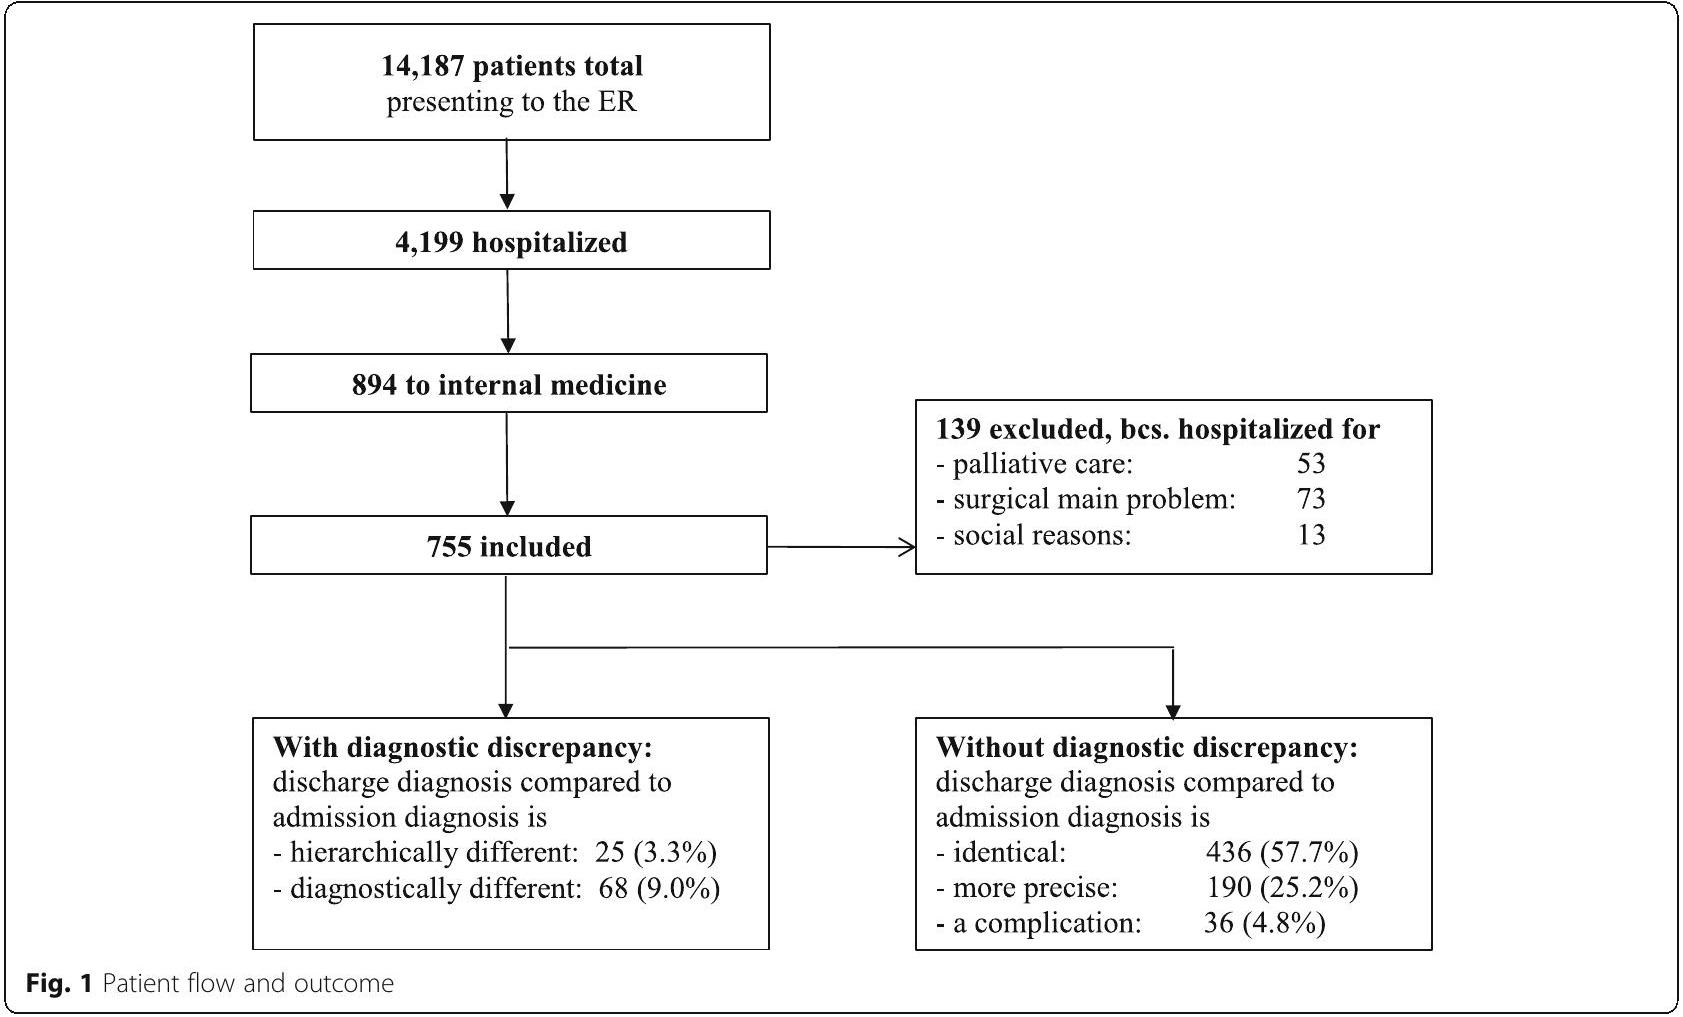 14,187 patients total
presenting to the ER
4,199 hospitalized
894 to internal medicine
139 excluded, bcs. hospitalized for
- palliative care: 53
- surgical main problem: 73
- social reasons: 13
755 included
With diagnostic discrepancy:
discharge diagnosis compared to
admission diagnosis is
- hierarchically different: 25 (3.3%)
- diagnostically different: 68 (9.0%)
Without diagnostic discrepancy:
discharge diagnosis compared to
admission diagnosis is
- identical: 436 (57.7%)
- more precise: 190 (25.2%)
- a complication: 36 (4.8%)
Fig. 1 Patient flow and outcome